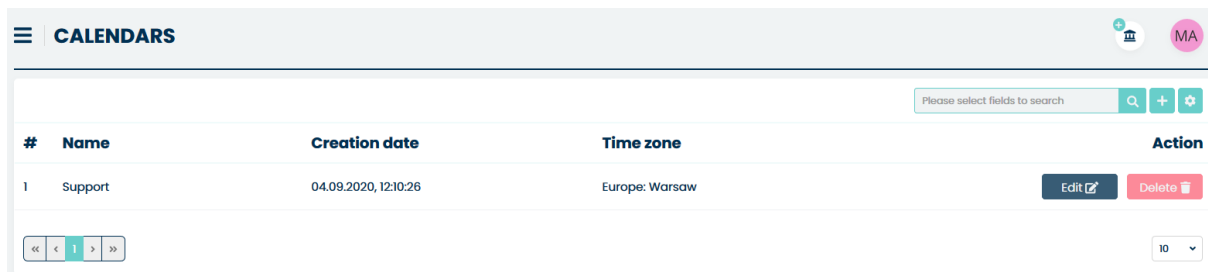 CALENDARS
MA
Please select fields to search
# Name Creation date Time zone Action
1 Support 04.09.2020, 12:10:26 Europe: Warsaw Edit Delete
« ‹ 1 › » 10